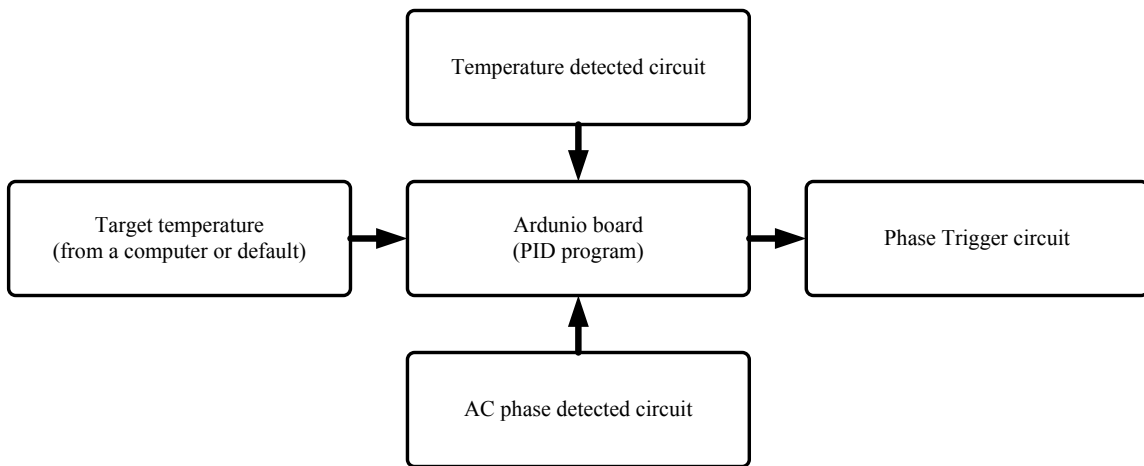 Temperature detected circuit
Target temperature
(from a computer or default)
Ardunio board
(PID program)
Phase Trigger circuit
AC phase detected circuit